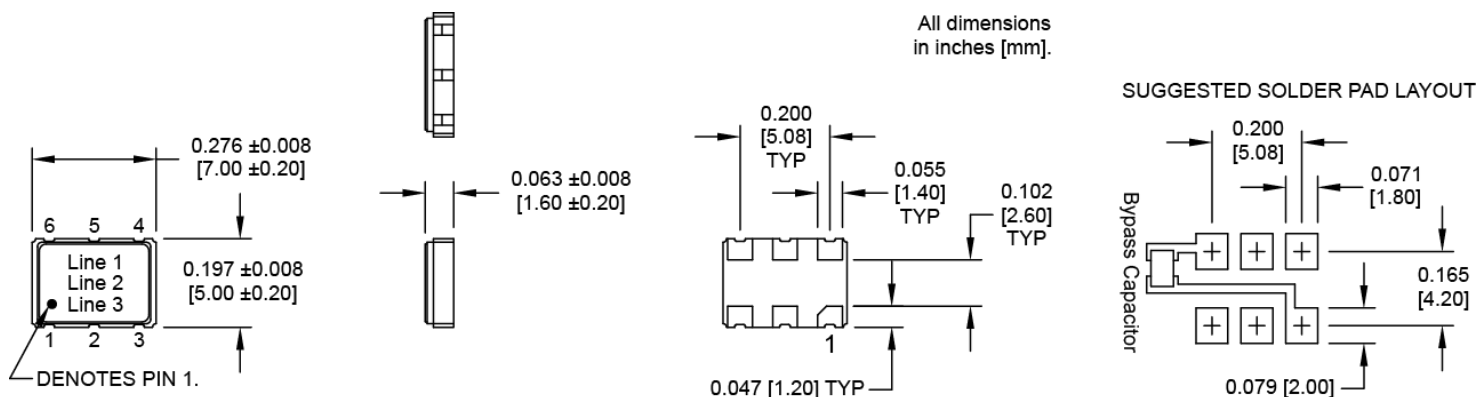 All dimensions
in inches [mm].
0.276 ±0.008
[7.00 ±0.20]
6 5 4
Line 1
Line 2
Line 3
1 2 3
DENOTES PIN 1.
0.197 ±0.008
[5.00 ±0.20]
0.063 ±0.008
[1.60 ±0.20]
0.200
[5.08]
TYP
0.055
[1.40]
TYP
0.102
[2.60]
TYP
1
0.047 [1.20] TYP
SUGGESTED SOLDER PAD LAYOUT
0.200
[5.08]
0.071
[1.80]
Bypass Capacitor
0.165
[4.20]
0.079 [2.00]